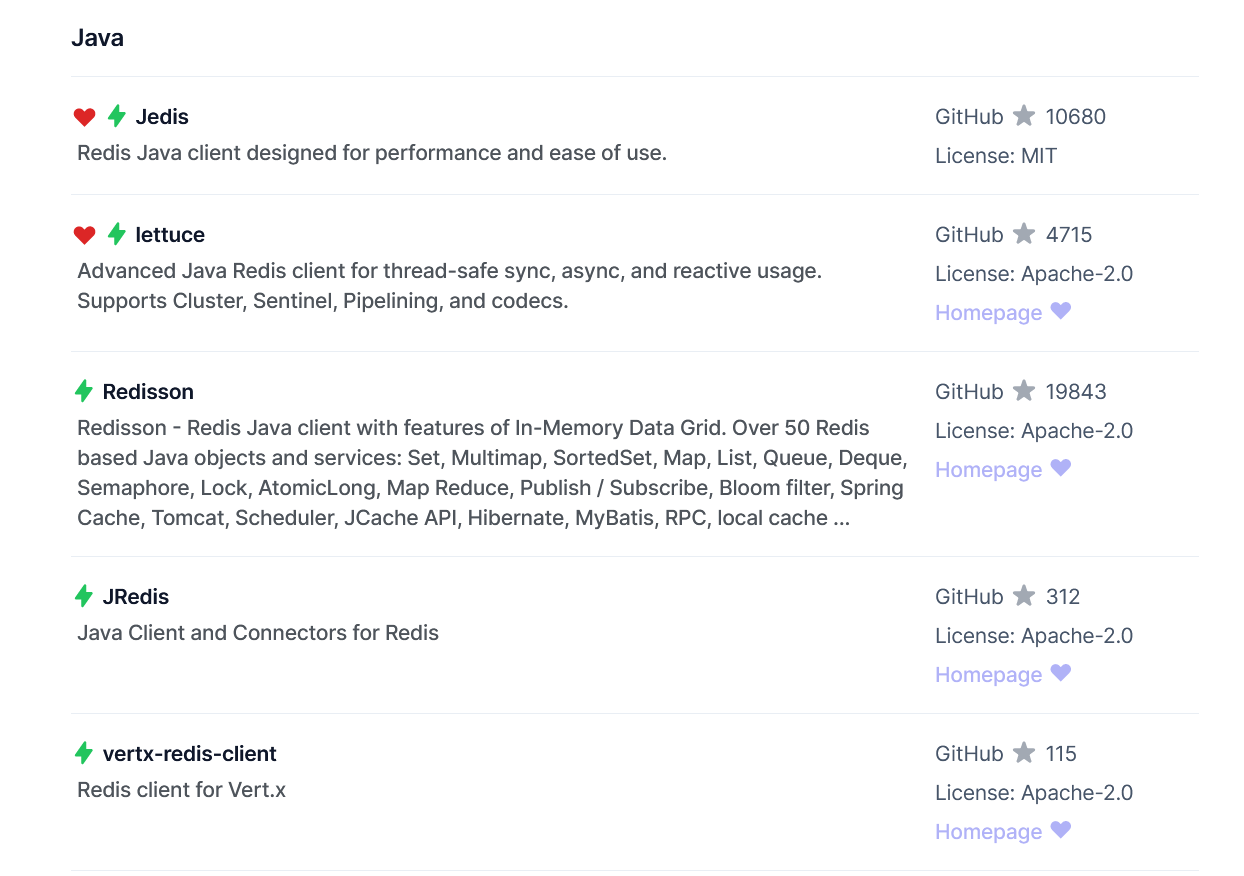 Java
Jedis
GitHub 10680
Redis Java client designed for performance and ease of use.
License: MIT
lettuce
GitHub 4715
Advanced Java Redis client for thread-safe sync, async, and reactive usage.
License: Apache-2.0
Supports Cluster, Sentinel, Pipelining, and codecs.
Homepage
Redisson
GitHub 19843
Redisson - Redis Java client with features of In-Memory Data Grid. Over 50 Redis
License: Apache-2.0
based Java objects and services: Set, Multimap, SortedSet, Map, List, Queue, Deque,
Homepage
Semaphore, Lock, AtomicLong, Map Reduce, Publish / Subscribe, Bloom filter, Spring
Cache, Tomcat, Scheduler, JCache API, Hibernate, MyBatis, RPC, local cache ...
JRedis
GitHub 312
Java Client and Connectors for Redis
License: Apache-2.0
Homepage
vertx-redis-client
GitHub 115
Redis client for Vert.x
License: Apache-2.0
Homepage